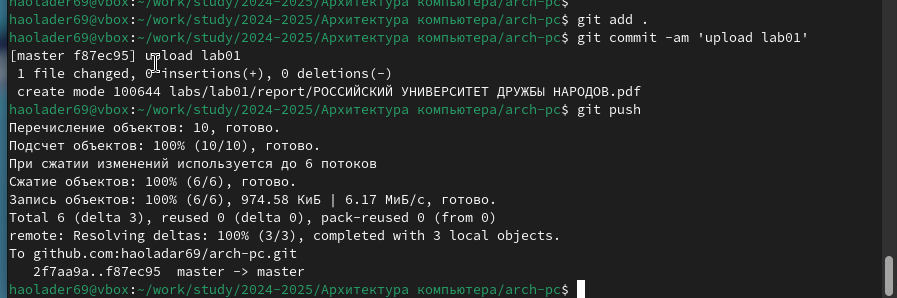 haolader69@vbox:~/work/study/2024-2025/Архитектура компьютера/arch-pc$
haolader69@vbox:~/work/study/2024-2025/Архитектура компьютера/arch-pc$ git add .
haolader69@vbox:~/work/study/2024-2025/Архитектура компьютера/arch-pc$ git commit -am 'upload lab01'
[master f87ec95] upload lab01
 1 file changed, 0 insertions(+), 0 deletions(-)
 create mode 100644 labs/lab01/report/РОССИЙСКИЙ УНИВЕРСИТЕТ ДРУЖБЫ НАРОДОВ.pdf
haolader69@vbox:~/work/study/2024-2025/Архитектура компьютера/arch-pc$ git push
Перечисление объектов: 10, готово.
Подсчет объектов: 100% (10/10), готово.
При сжатии изменений используется до 6 потоков
Сжатие объектов: 100% (6/6), готово.
Запись объектов: 100% (6/6), 974.58 КиБ | 6.17 МиБ/с, готово.
Total 6 (delta 3), reused 0 (delta 0), pack-reused 0 (from 0)
remote: Resolving deltas: 100% (3/3), completed with 3 local objects.
To github.com:haoladar69/arch-pc.git
   2f7aa9a..f87ec95  master -> master
haolader69@vbox:~/work/study/2024-2025/Архитектура компьютера/arch-pc$